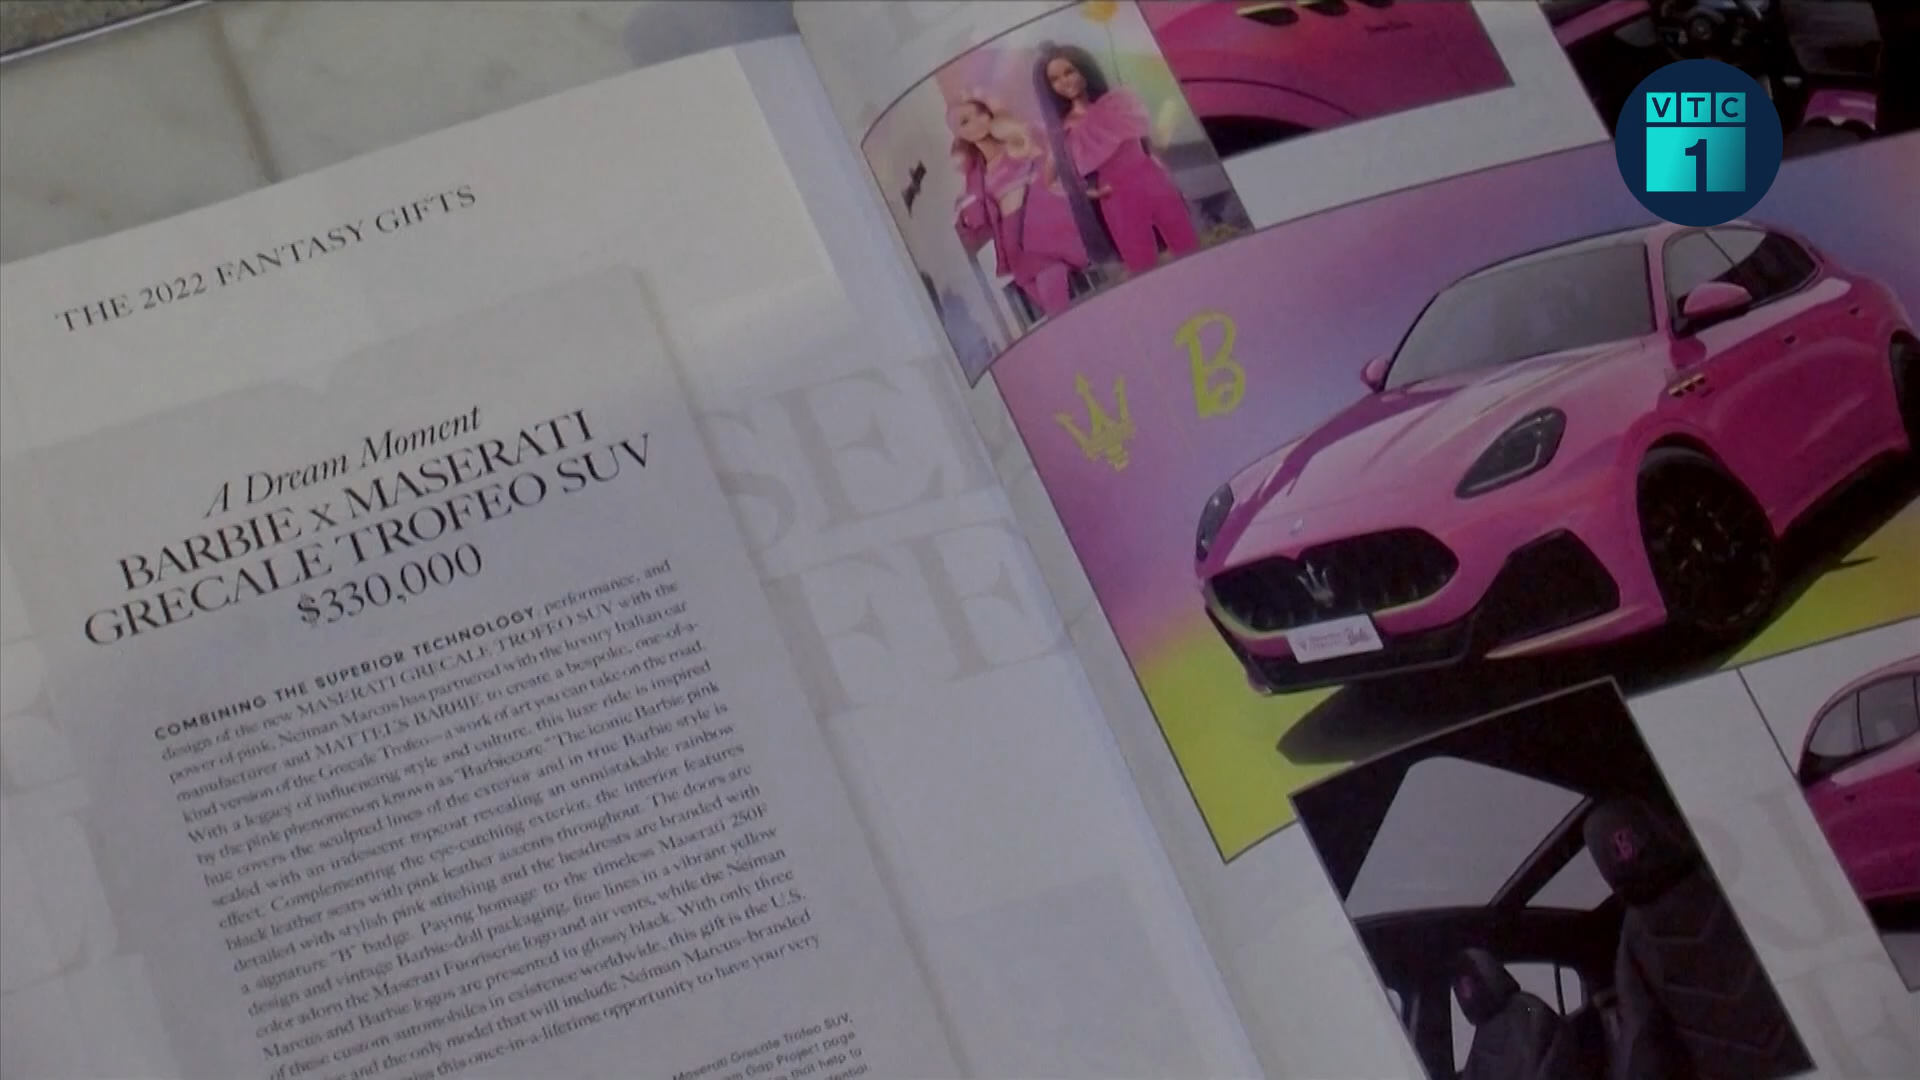 THE 2022 FANTASY GIFTS
A Dream Moment
BARBIE x MASERATI
GRECALE TROFEO SUV
$330,000
COMBINING THE SUPERIOR TECHNOLOGY, performance, and
design of the new MASERATI GRECALE TROFEO SUV with the
power of pink, Neiman Marcus has partnered with the luxury Italian car
manufacturer and MATTEL'S BARBIE to create a bespoke, one-of-a-
kind version of the Grecale Trofeo—a work of art you can take on the road.
With a legacy of influencing style and culture, this luxe ride is inspired
by the pink phenomenon known as "Barbiecore." The iconic Barbie pink
hue covers the sculpted lines of the exterior and in true Barbie style is
sealed with an iridescent topcoat revealing an unmistakable rainbow
effect. Complementing the eye-catching exterior, the interior features
black leather seats with pink leather accents throughout. The doors are
detailed with stylish pink stitching and the headrests are branded with
a signature "B" badge. Paying homage to the timeless Maserati 250F
design and vintage Barbie-doll packaging, fine lines in a vibrant yellow
color adorn the Maserati Fuoriserie logo and air vents, while the Neiman
Marcus and Barbie logos are presented in glossy black. With only three
of these custom automobiles in existence worldwide, this gift is the U.S.
and the only model that will include Neiman Marcus–branded
this once-in-a-lifetime opportunity to have your very
Maserati Grecale Trofeo SUV,
Gap Project page
that help to
B
Barbie
B
VTC
1